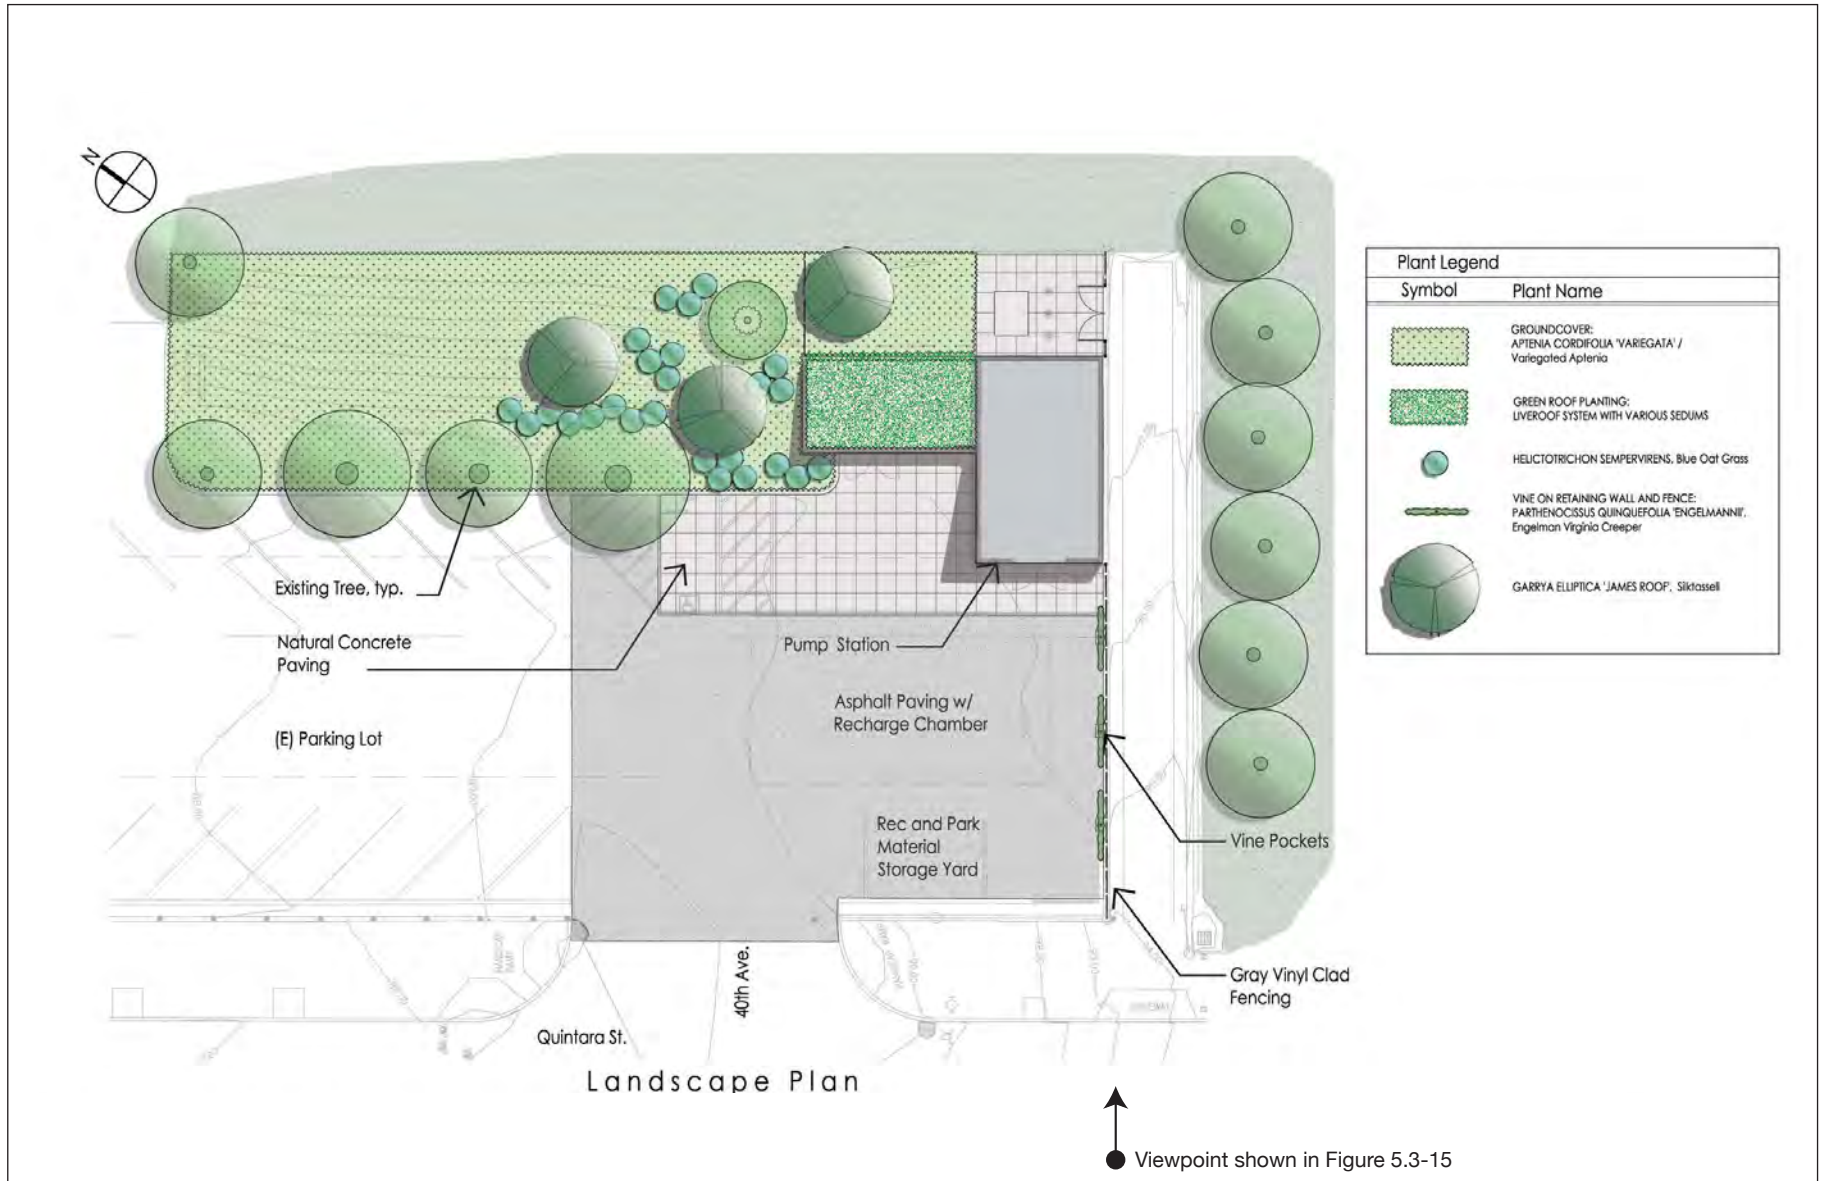 N
Plant Legend
Symbol Plant Name
GROUNDCOVER:
APTENIA CORDIFOLIA 'VARIEGATA' /
Variegated Aptenia
GREEN ROOF PLANTING:
LIVEROOF SYSTEM WITH VARIOUS SEDUMS
HELICTOTRICHON SEMPERVIRENS, Blue Oat Grass
VINE ON RETAINING WALL AND FENCE:
PARTHENOCISSUS QUINQUEFOLIA 'ENGELMANNII',
Engelman Virginia Creeper
GARRYA ELLIPTICA 'JAMES ROOF', Silktassell
Existing Tree, typ.
Natural Concrete
Paving
Pump Station
Asphalt Paving w/
Recharge Chamber
(E) Parking Lot
Rec and Park
Material
Storage Yard
Vine Pockets
Gray Vinyl Clad
Fencing
40th Ave.
Quintara St.
Landscape Plan
Viewpoint shown in Figure 5.3-15